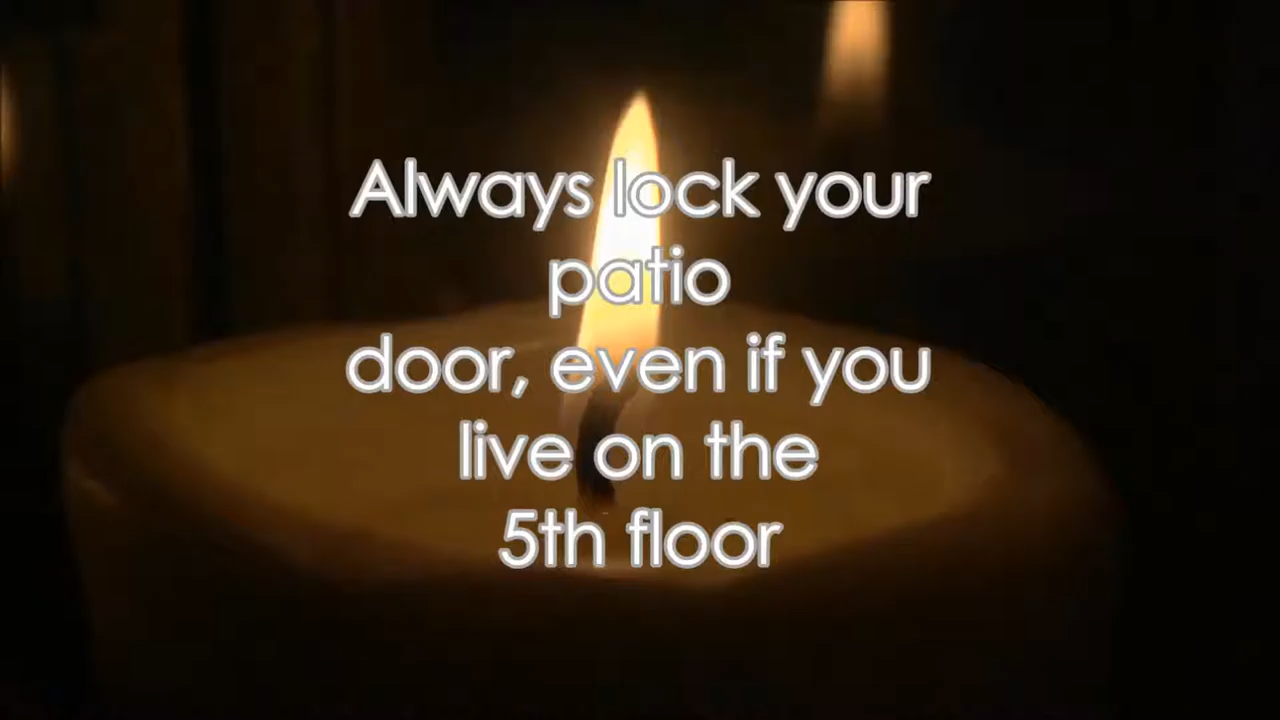 Always lock your
patio
door, even if you
live on the
5th floor